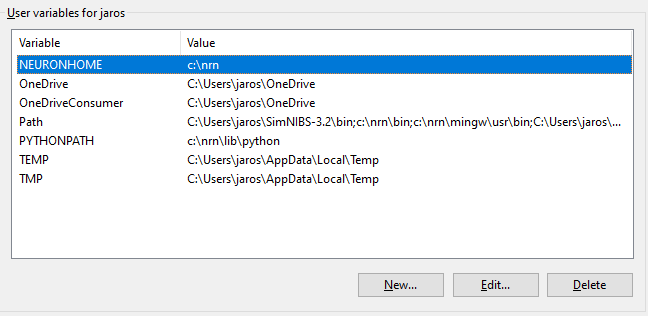 User variables for jaros
Variable Value
NEURONHOME c:\nrn
OneDrive C:\Users\jaros\OneDrive
OneDriveConsumer C:\Users\jaros\OneDrive
Path C:\Users\jaros\SimNIBS-3.2\bin;c:\nrn\bin;c:\nrn\mingw\usr\bin;C:\Users\jaros\...
PYTHONPATH c:\nrn\lib\python
TEMP C:\Users\jaros\AppData\Local\Temp
TMP C:\Users\jaros\AppData\Local\Temp
New... Edit... Delete